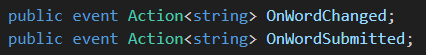 public event Action<string> OnWordChanged;
public event Action<string> OnWordSubmitted;